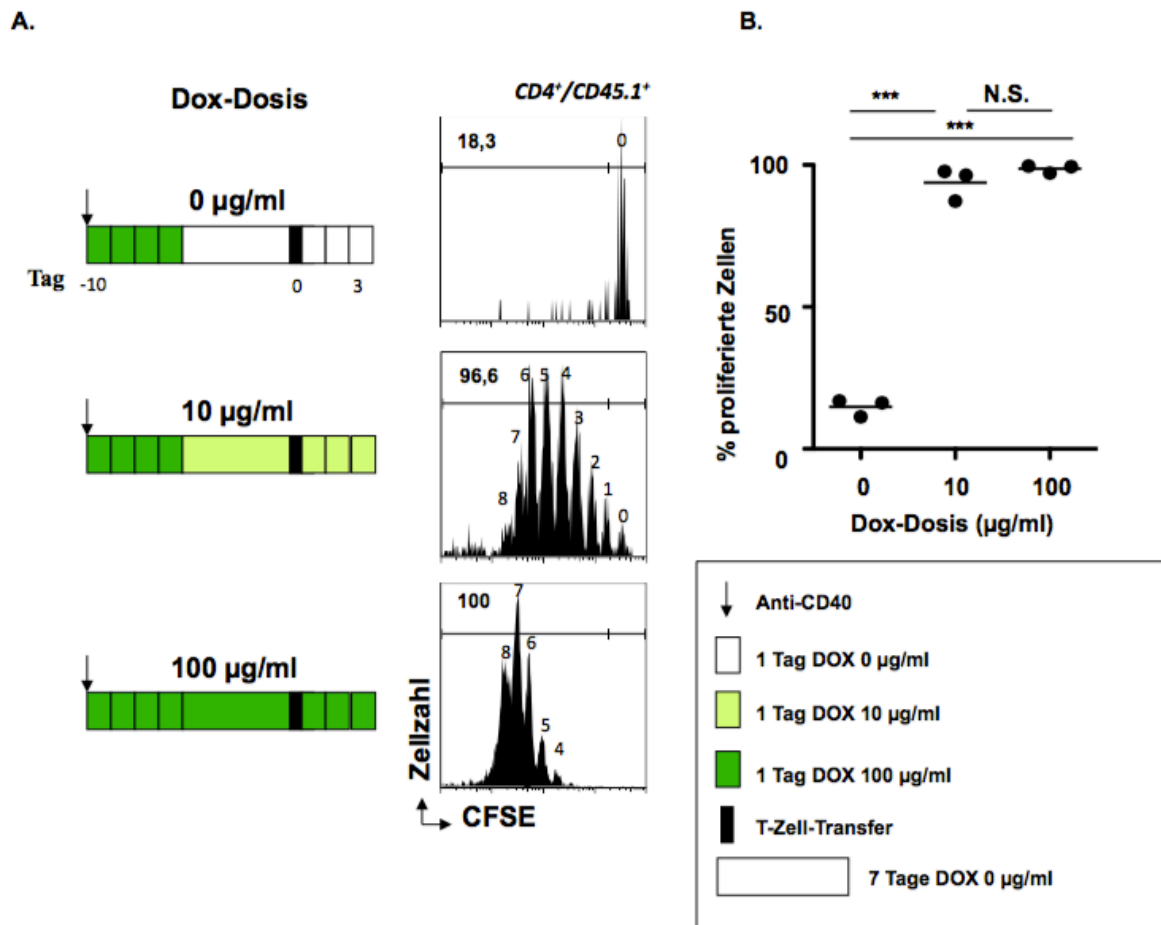 A.
Dox-Dosis
0 µg/ml
Tag
-10
0
3
10 µg/ml
100 µg/ml
CD4⁺/CD45.1⁺
18,3
0
96,6
6
5
4
3
7
2
8
1
0
100
7
8
6
5
4
Zellzahl
CFSE
B.
***
N.S.
***
100
50
0
% proliferierte Zellen
0
10
100
Dox-Dosis (µg/ml)
Anti-CD40
1 Tag DOX 0 µg/ml
1 Tag DOX 10 µg/ml
1 Tag DOX 100 µg/ml
T-Zell-Transfer
7 Tage DOX 0 µg/ml